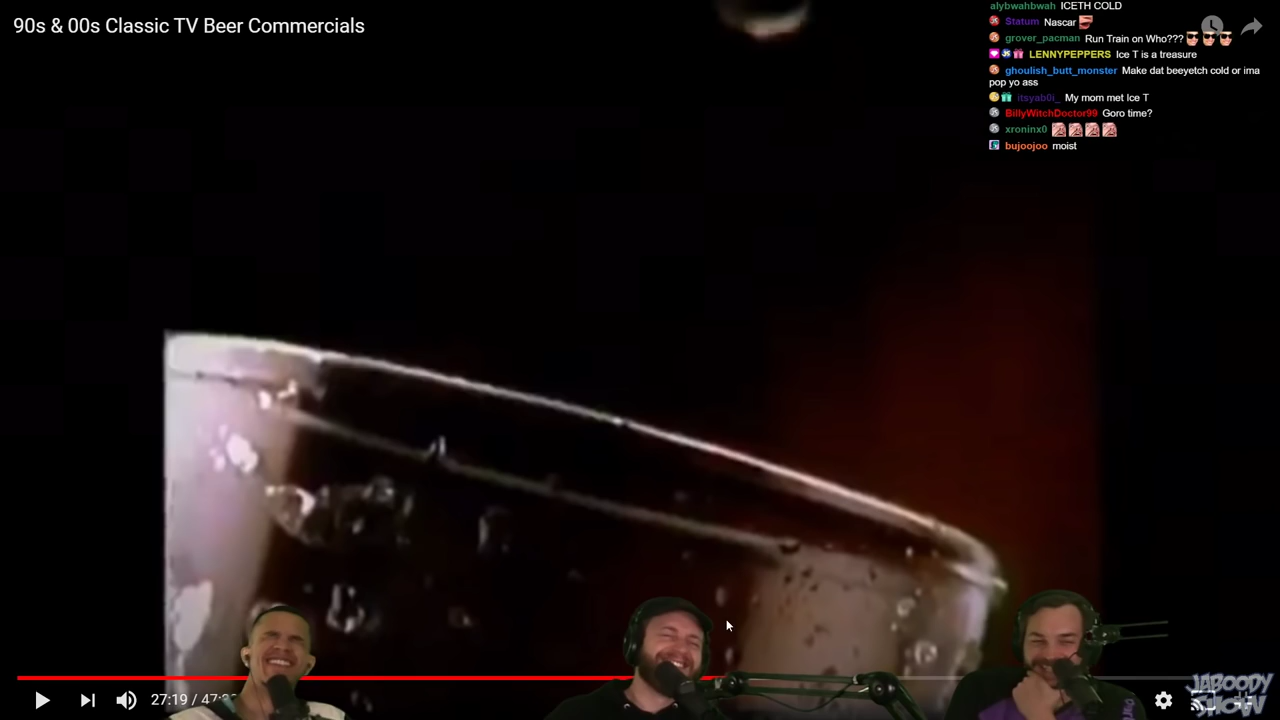 90s & 00s Classic TV Beer Commercials
alybwahbwah ICETH COLD
Statum Nascar
grover_pacman Run Train on Who???
LENNYPEPPERS Ice T is a treasure
ghoulish_butt_monster Make dat beeyetch cold or ima
pop yo ass
itsyab0i_ My mom met Ice T
BillyWitchDoctor99 Goro time?
xroninx0
bujoojoo moist
27:19 / 47:
JABOODY
SHOW